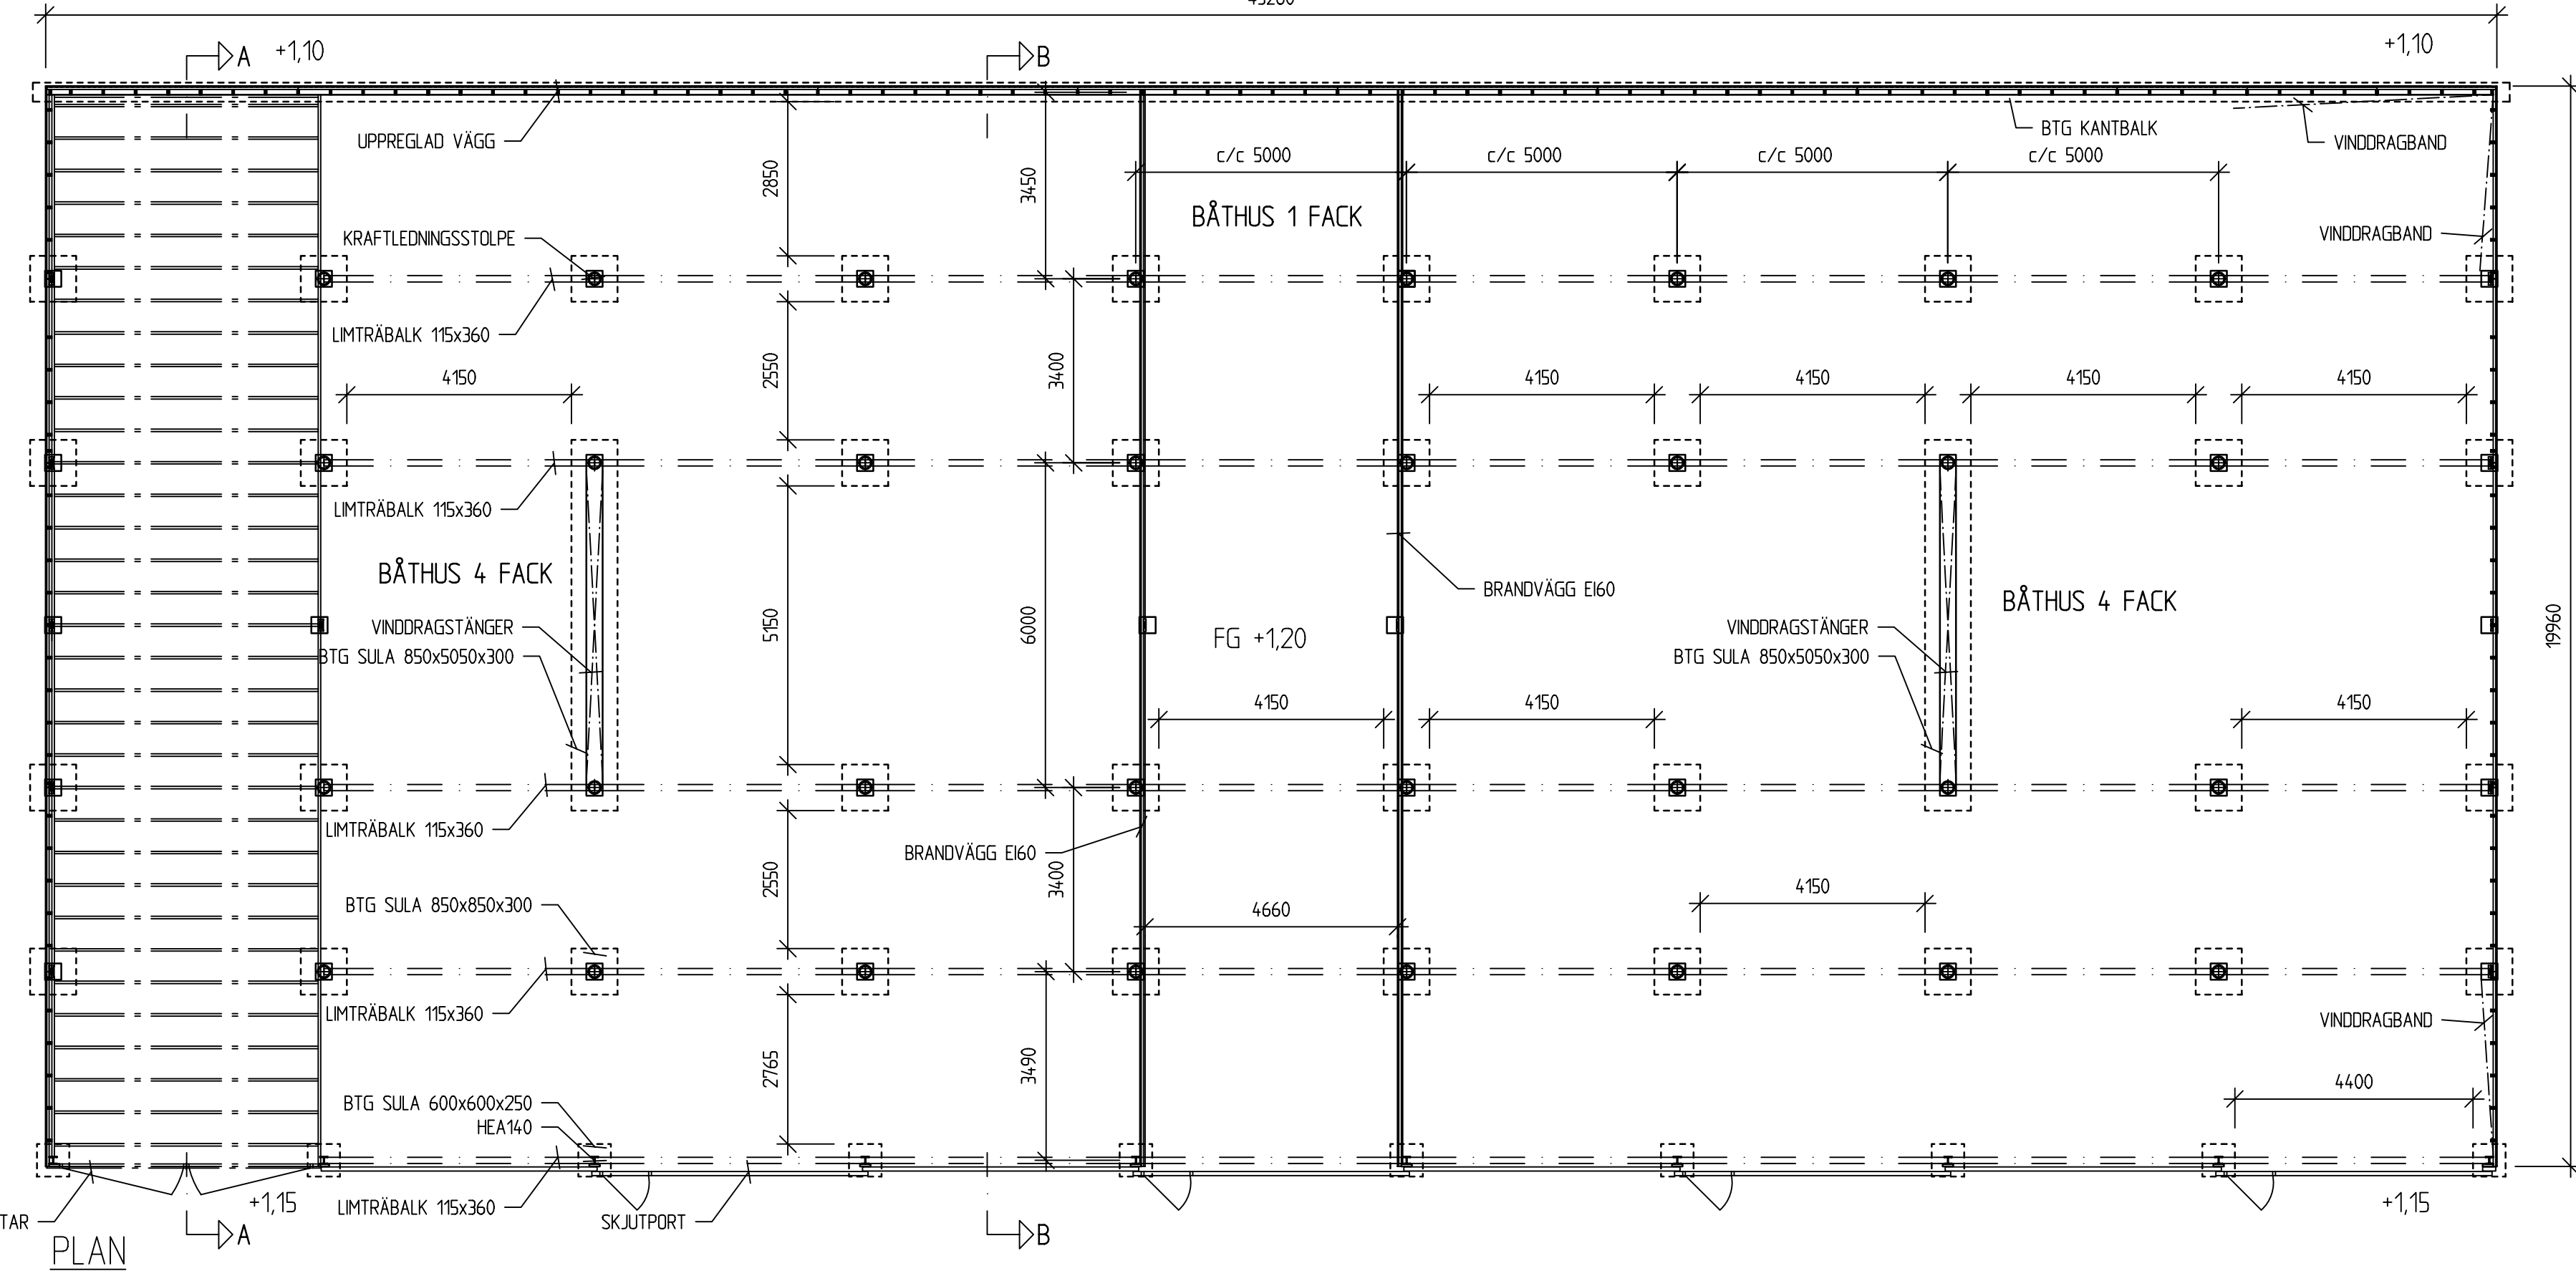 A
+1,10
B
+1,10
UPPREGLAD VÄGG
BTG KANTBALK
VINDDRAGBAND
c/c 5000
c/c 5000
c/c 5000
c/c 5000
2850
3450
BÅTHUS 1 FACK
KRAFTLEDNINGSSTOLPE
VINDDRAGBAND
LIMTRÄBALK 115x360
2550
3400
4150
4150
4150
4150
4150
LIMTRÄBALK 115x360
BÅTHUS 4 FACK
BRANDVÄGG EI60
BÅTHUS 4 FACK
VINDDRAGSTÄNGER
BTG SULA 850x5050x300
5150
6000
FG +1,20
VINDDRAGSTÄNGER
BTG SULA 850x5050x300
19960
4150
4150
4150
LIMTRÄBALK 115x360
BRANDVÄGG EI60
2550
3400
BTG SULA 850x850x300
4660
4150
LIMTRÄBALK 115x360
VINDDRAGBAND
2765
3490
4400
BTG SULA 600x600x250
HEA140
+1,15
LIMTRÄBALK 115x360
SKJUTPORT
+1,15
TAR
A
B
PLAN